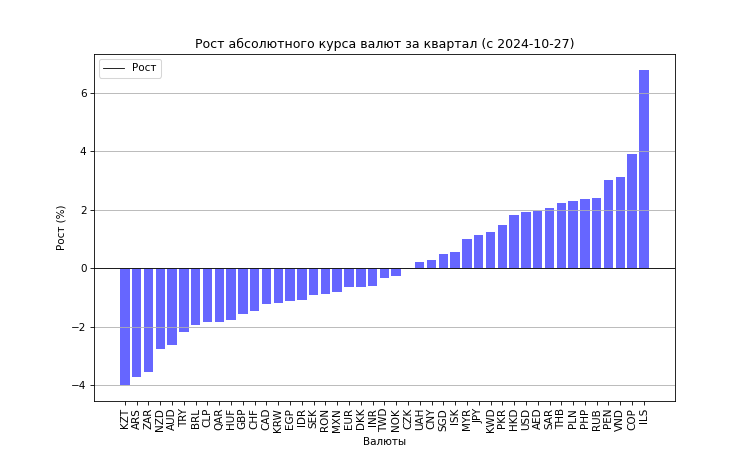 Рост абсолютного курса валют за квартал (с 2024-10-27)
Рост
6
4
2
0
−2
−4
Рост (%)
KZT
ARS
ZAR
NZD
AUD
TRY
BRL
CLP
QAR
HUF
GBP
CHF
CAD
KRW
EGP
IDR
SEK
RON
MXN
EUR
DKK
INR
TWD
NOK
CZK
UAH
CNY
SGD
ISK
MYR
JPY
KWD
PKR
HKD
USD
AED
SAR
THB
PLN
PHP
RUB
PEN
VND
COP
ILS
Валюты